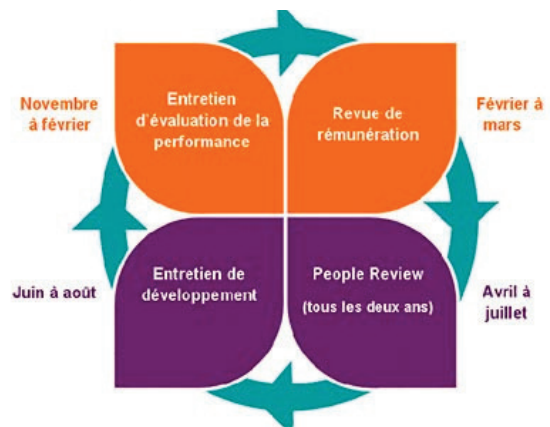 Novembre
à février
Entretien
d'évaluation de la
performance
Revue de
rémunération
Février à
mars
Juin à août
Entretien de
développement
People Review
(tous les deux ans)
Avril à
juillet